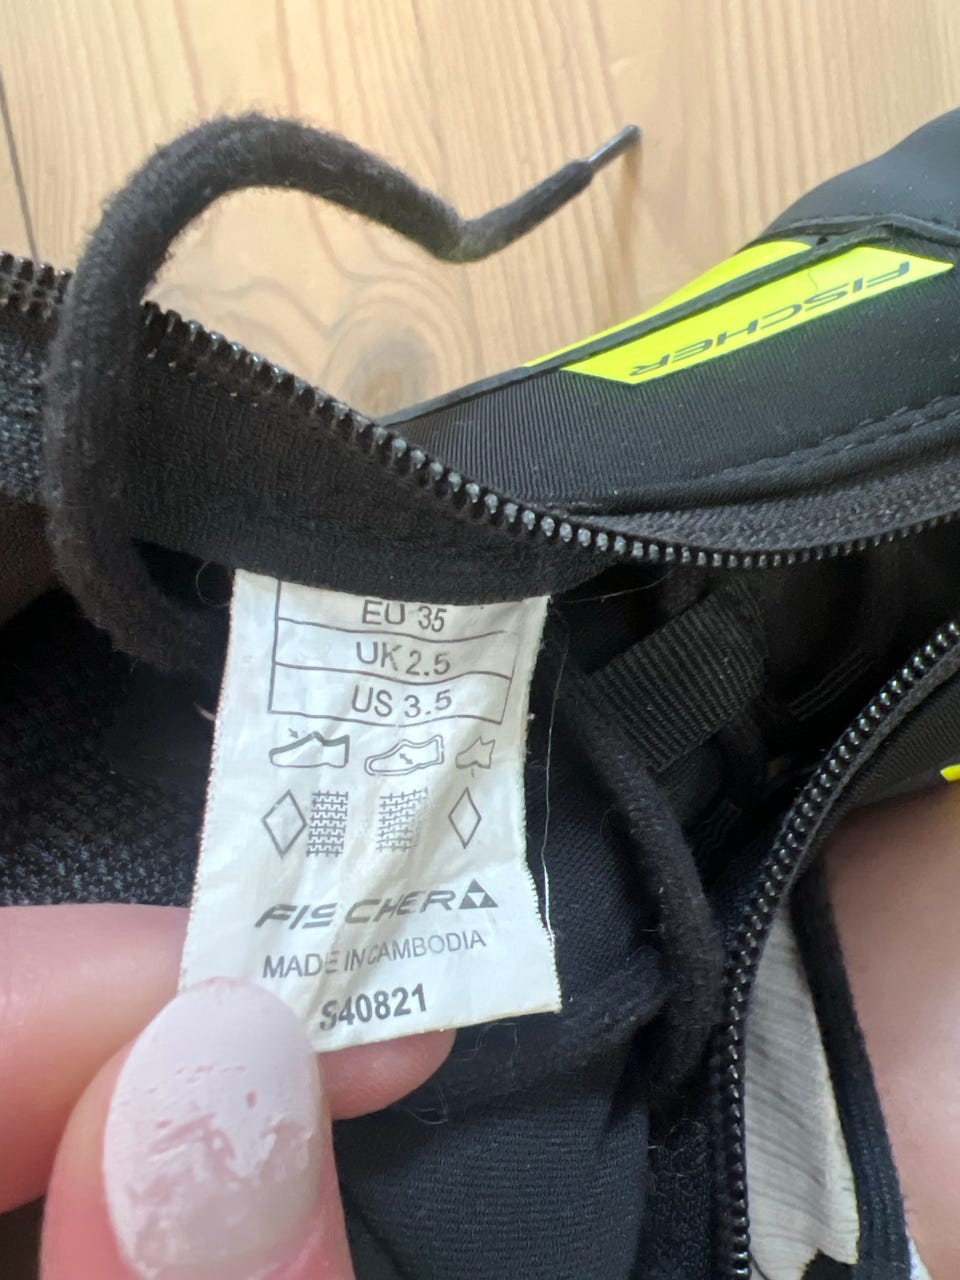 FISCHER
EU 35
UK 2.5
US 3.5
FISCHER
MADE IN CAMBODIA
S40821